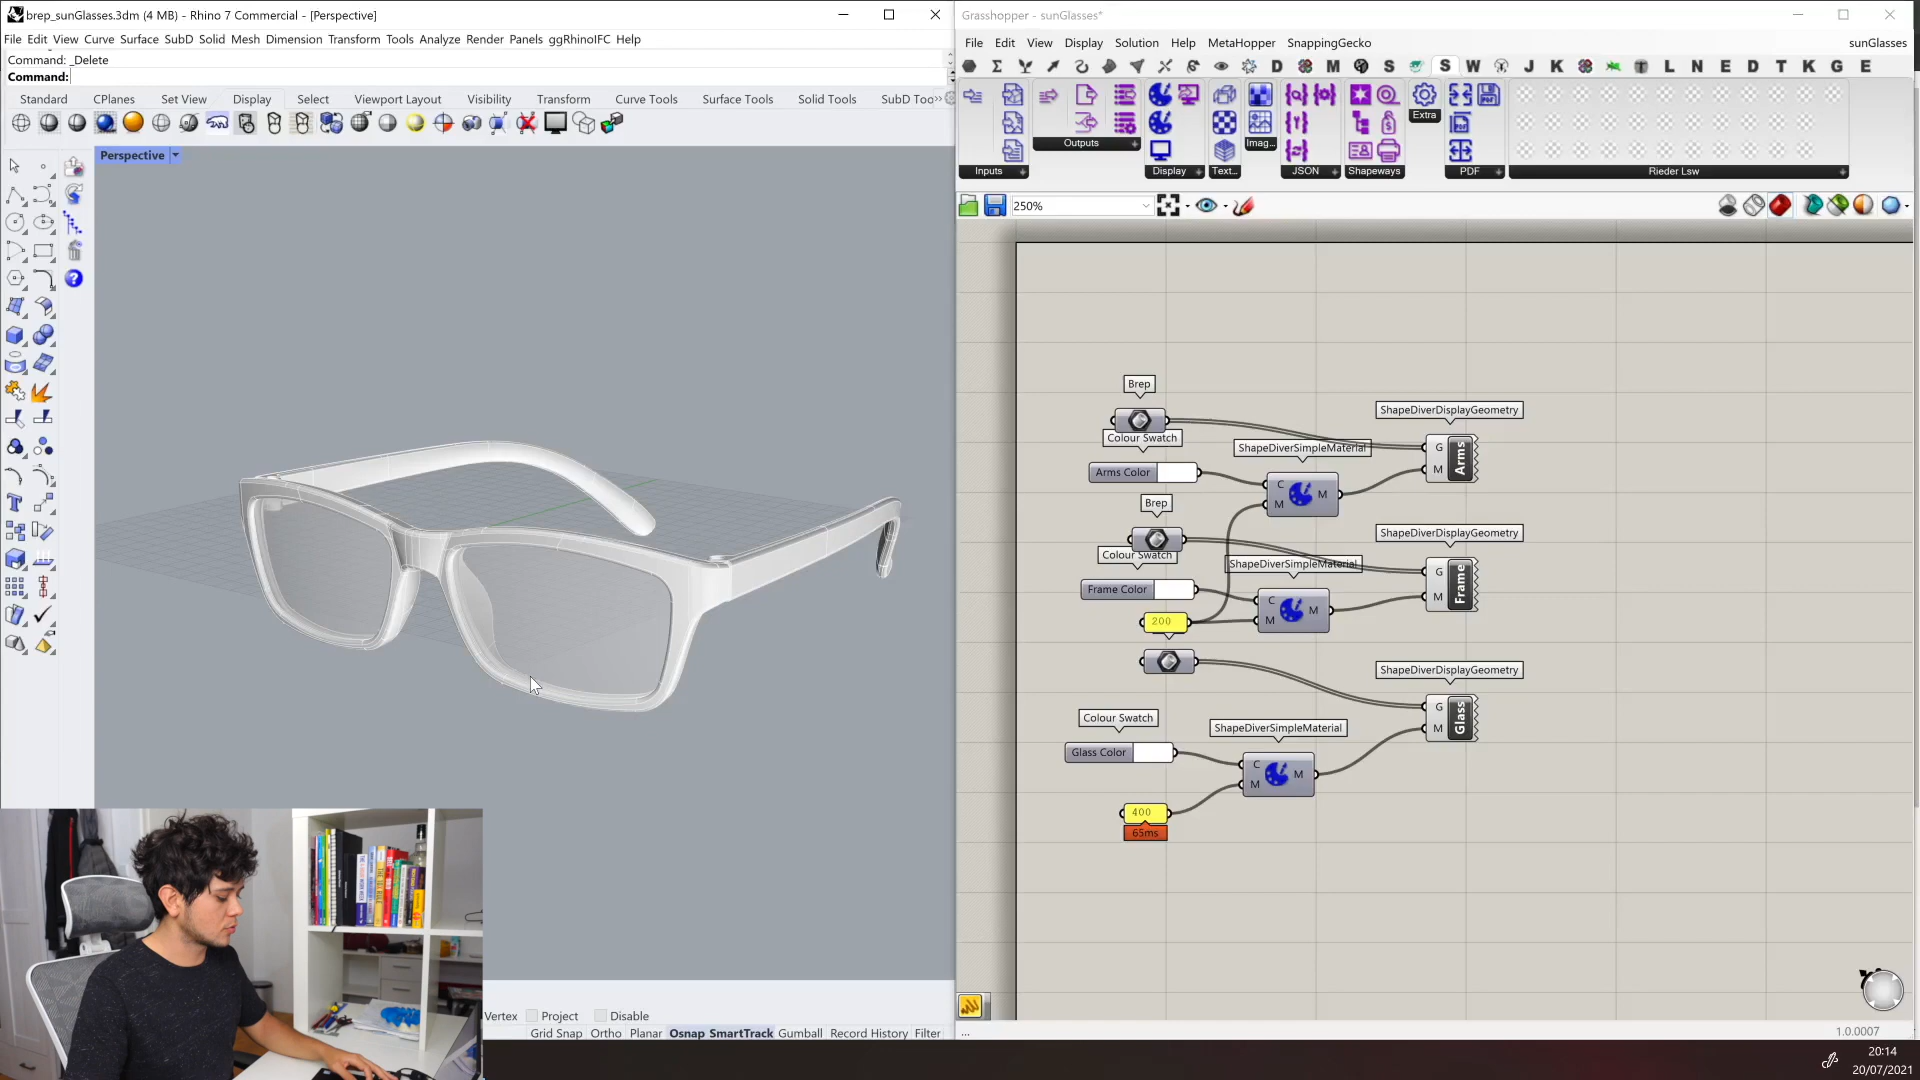 brep_sunGlasses.3dm (4 MB) - Rhino 7 Commercial - [Perspective]
File Edit View Curve Surface SubD Solid Mesh Dimension Transform Tools Analyze Render Panels ggRhinoIFC Help
Command: _Delete
Command:
Standard CPlanes Set View Display Select Viewport Layout Visibility Transform Curve Tools Surface Tools Solid Tools SubD Too»
Perspective
Vertex Project Disable
Grid Snap Ortho Planar Osnap SmartTrack Gumball Record History Filter
Grasshopper - sunGlasses*
File Edit View Display Solution Help MetaHopper SnappingGecko sunGlasses
D M S S W J K E L N E D T K G E
Extra
Outputs Imag...
Inputs Display Text... JSON Shapeways PDF Rieder Lsw
250%
Brep
ShapeDiverDisplayGeometry
Colour Swatch
ShapeDiverSimpleMaterial
G
M
Arms
Arms Color
C
M
M
Brep
ShapeDiverDisplayGeometry
Colour Swatch
ShapeDiverSimpleMaterial
G
M
Frame
Frame Color
C
M
M
200
ShapeDiverDisplayGeometry
G
M
Glass
Colour Swatch
ShapeDiverSimpleMaterial
Glass Color
C
M
M
400
65ms
...
1.0.0007
20:14
20/07/2021